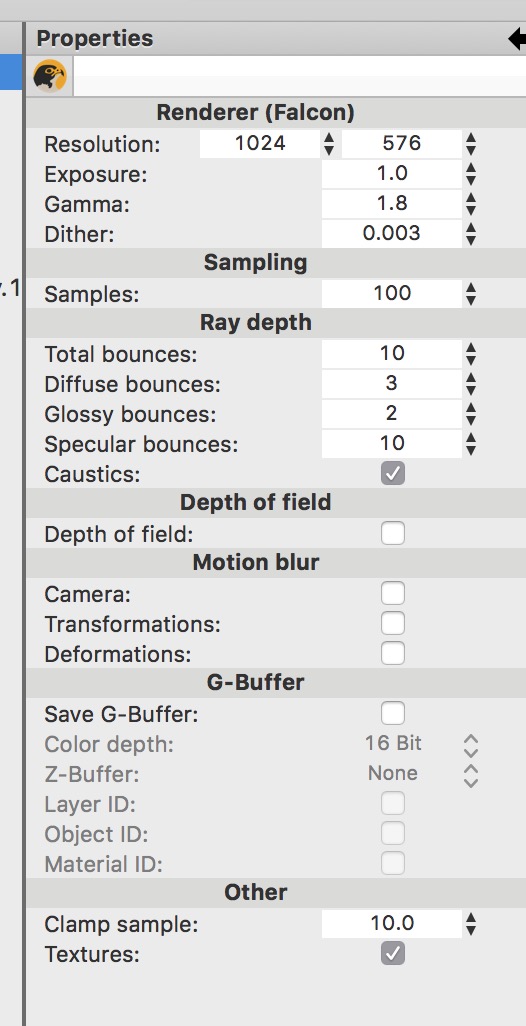 Properties
Renderer (Falcon)
Resolution: 1024 576
Exposure: 1.0
Gamma: 1.8
Dither: 0.003
Sampling
.1
Samples: 100
Ray depth
Total bounces: 10
Diffuse bounces: 3
Glossy bounces: 2
Specular bounces: 10
Caustics:
Depth of field
Depth of field:
Motion blur
Camera:
Transformations:
Deformations:
G-Buffer
Save G-Buffer:
Color depth: 16 Bit
Z-Buffer: None
Layer ID:
Object ID:
Material ID:
Other
Clamp sample: 10.0
Textures: